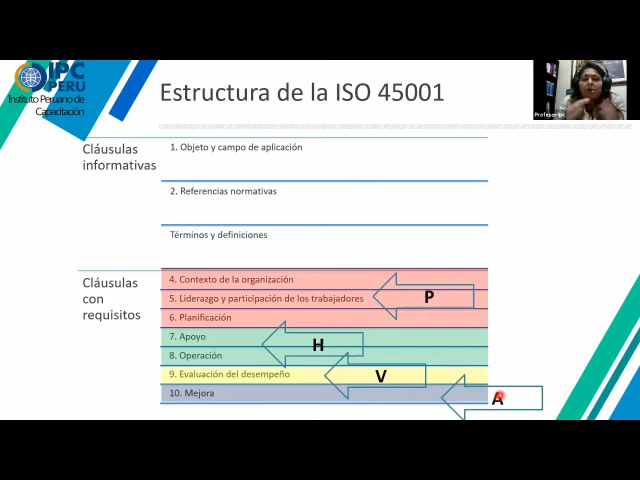 IPC
PERU
Instituto Peruano de
Capacitación
Estructura de la ISO 45001
Profesor ipc
Cláusulas
informativas
1. Objeto y campo de aplicación
2. Referencias normativas
Términos y definiciones
Cláusulas
con
requisitos
4. Contexto de la organización
5. Liderazgo y participación de los trabajadores
6. Planificación
P
7. Apoyo
8. Operación
H
9. Evaluación del desempeño
V
10. Mejora
A